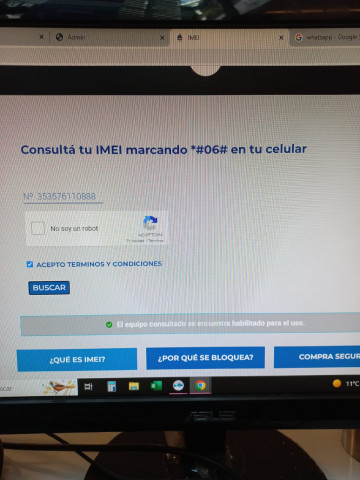 Admin
IMEI
whatsapp - Google
Consultá tu IMEI marcando *#06# en tu celular
Nº. 353576110888
No soy un robot
reCAPTCHA
Privacidad - Términos
ACEPTO TERMINOS Y CONDICIONES
BUSCAR
El equipo consultado se encuentra habilitado para el uso.
¿QUÉ ES IMEI?
¿POR QUÉ SE BLOQUEA?
COMPRA SEGUR
scar
11°C
ASUS